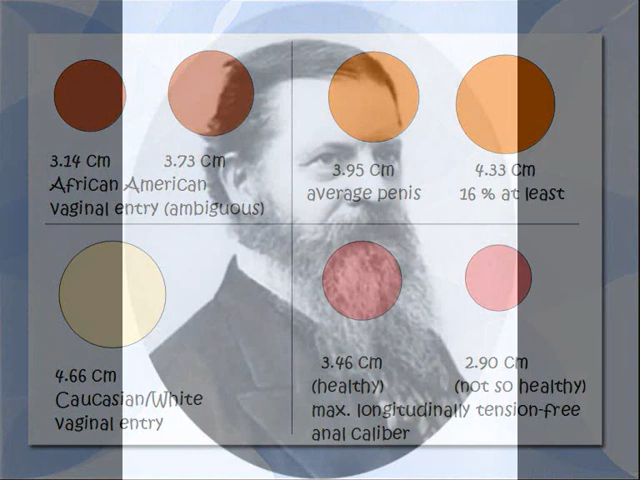 3.14 cm 3.73 cm
African American
vaginal entry (ambiguous)
3.95 cm 4.33 cm
average penis 16 % at least
4.66 cm
Caucasian/White
vaginal entry
3.46 cm 2.90 cm
(healthy) (not so healthy)
max. longitudinally tension-free
anal caliber